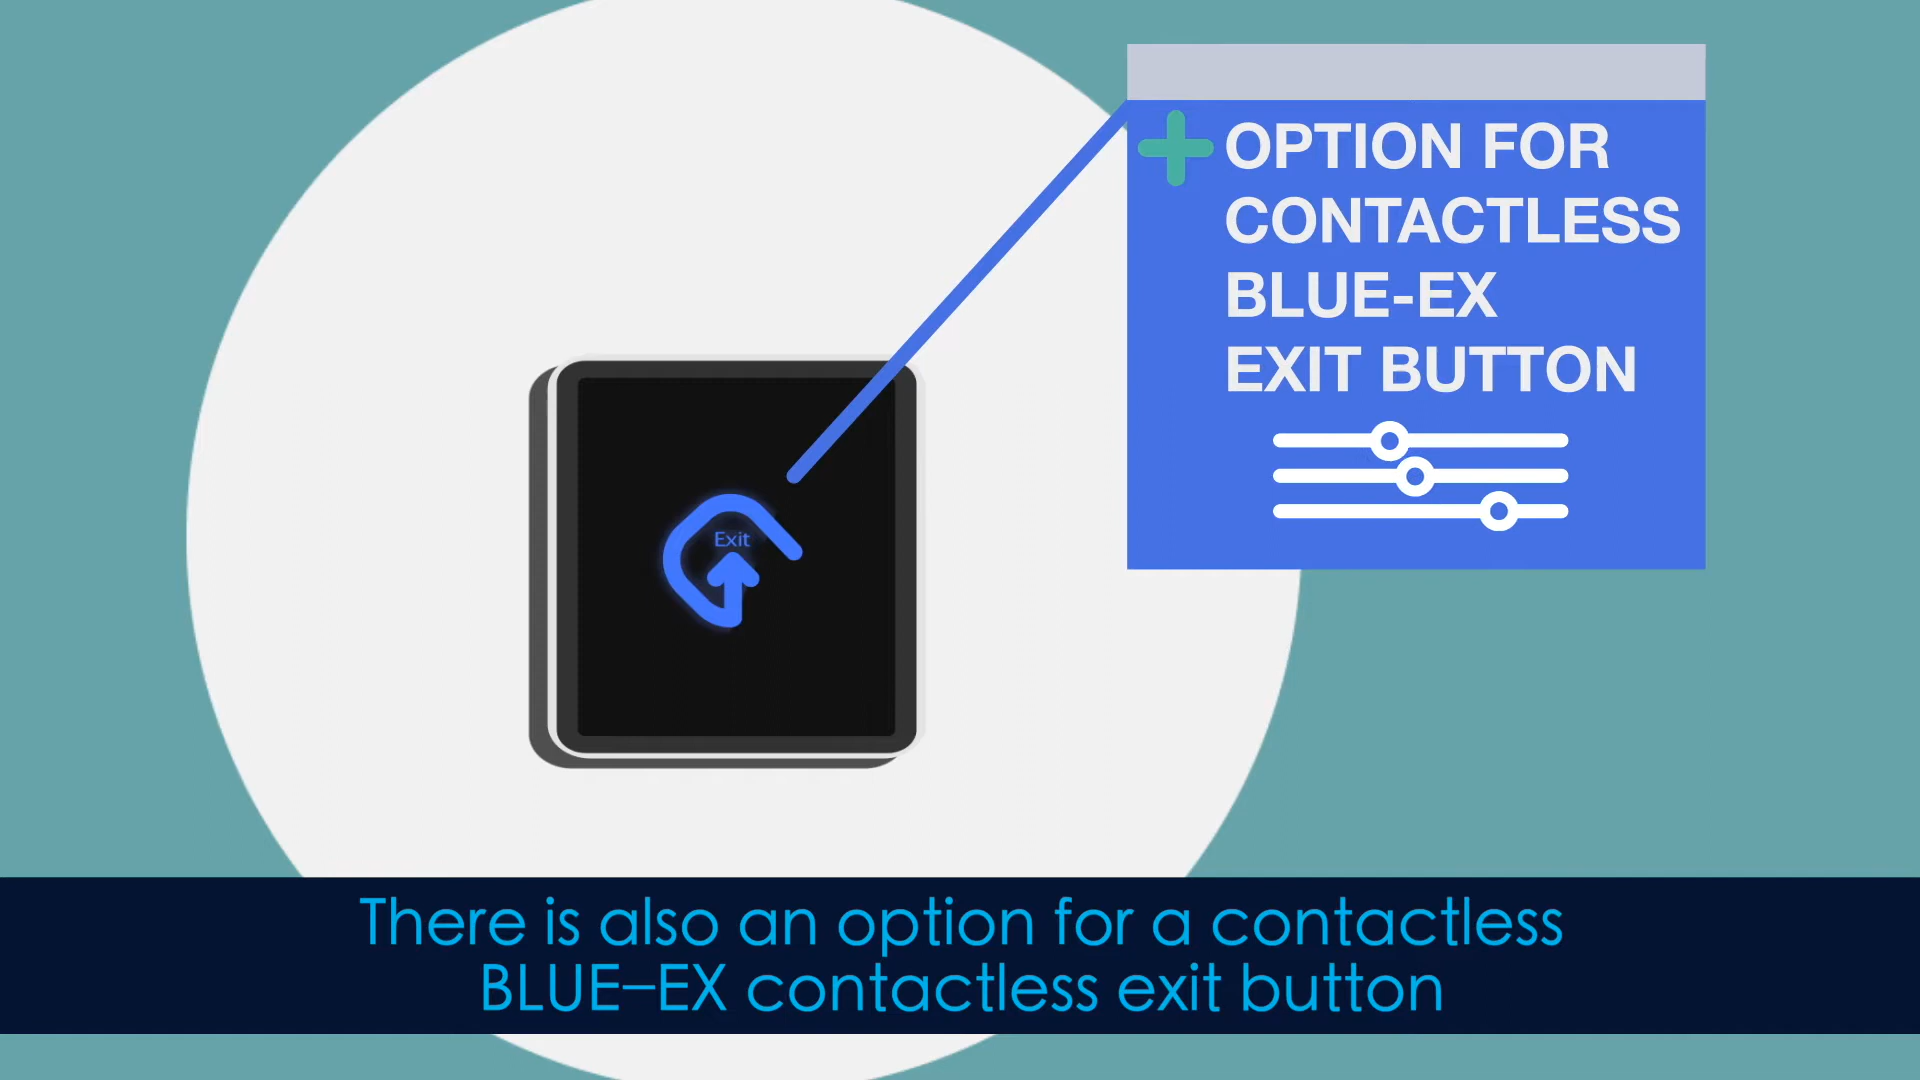 OPTION FOR
CONTACTLESS
BLUE-EX
EXIT BUTTON
Exit
There is also an option for a contactless
BLUE–EX contactless exit button